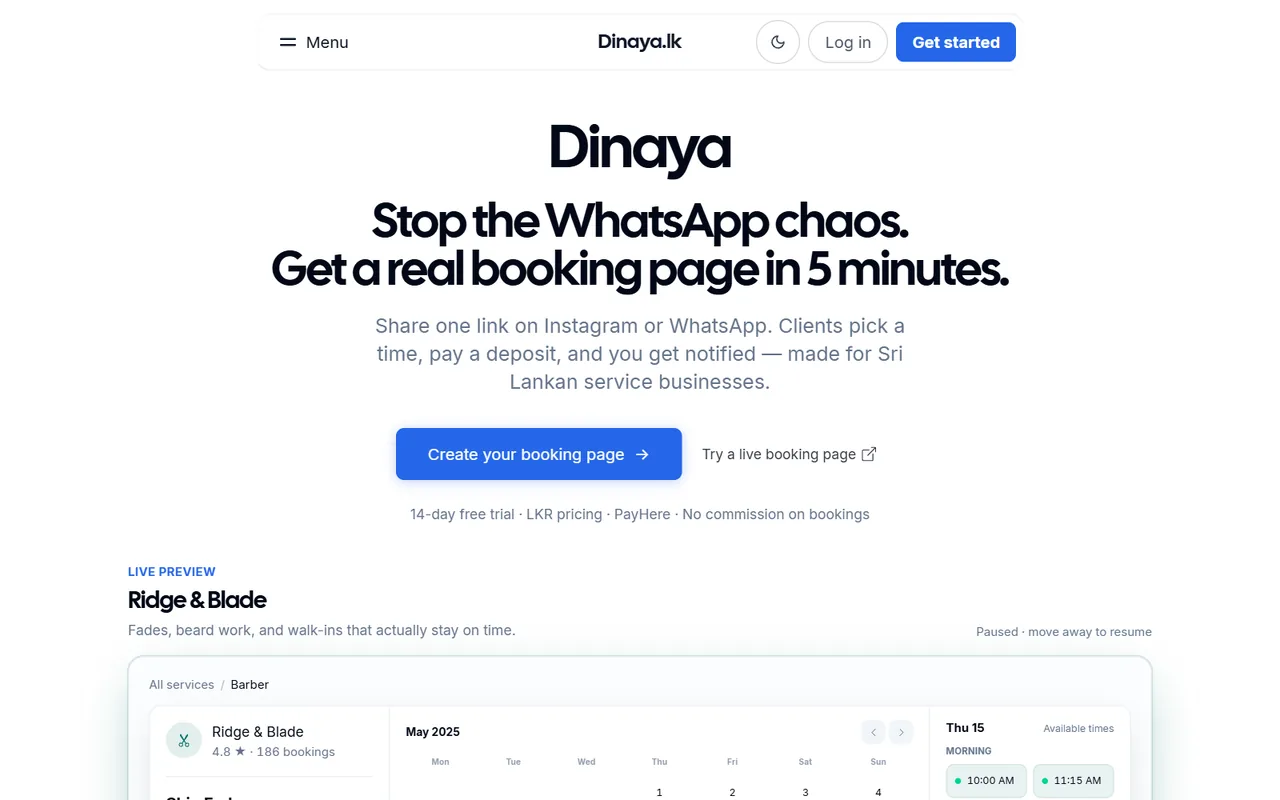 Menu
Dinaya.lk
Log in
Get started
Dinaya
Stop the WhatsApp chaos.
Get a real booking page in 5 minutes.
Share one link on Instagram or WhatsApp. Clients pick a
time, pay a deposit, and you get notified — made for Sri
Lankan service businesses.
Create your booking page →
Try a live booking page
14-day free trial · LKR pricing · PayHere · No commission on bookings
LIVE PREVIEW
Ridge & Blade
Fades, beard work, and walk-ins that actually stay on time.
Paused · move away to resume
All services / Barber
Ridge & Blade
4.8 ★ · 186 bookings
May 2025
Mon Tue Wed Thu Fri Sat Sun
1 2 3 4
Thu 15
Available times
MORNING
10:00 AM
11:15 AM